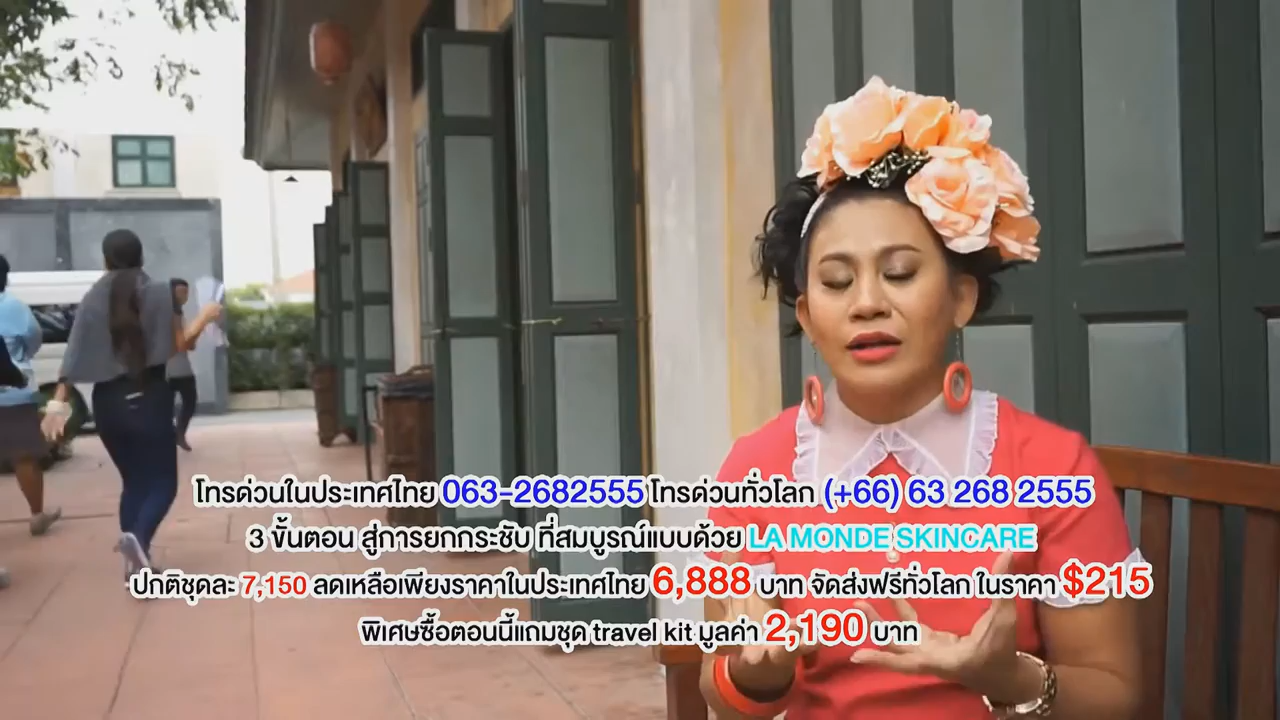 โทรด่วนในประเทศไทย 063-2682555 โทรด่วนทั่วโลก (+66) 63 268 2555
3 ขั้นตอน สู่การยกกระชับ ที่สมบูรณ์แบบด้วย LA MONDE SKINCARE
ปกติชุดละ 7,150 ลดเหลือเพียงราคาในประเทศไทย 6,888 บาท จัดส่งฟรีทั่วโลก ในราคา $215
พิเศษซื้อตอนนี้แถมชุด travel kit มูลค่า 2,190 บาท